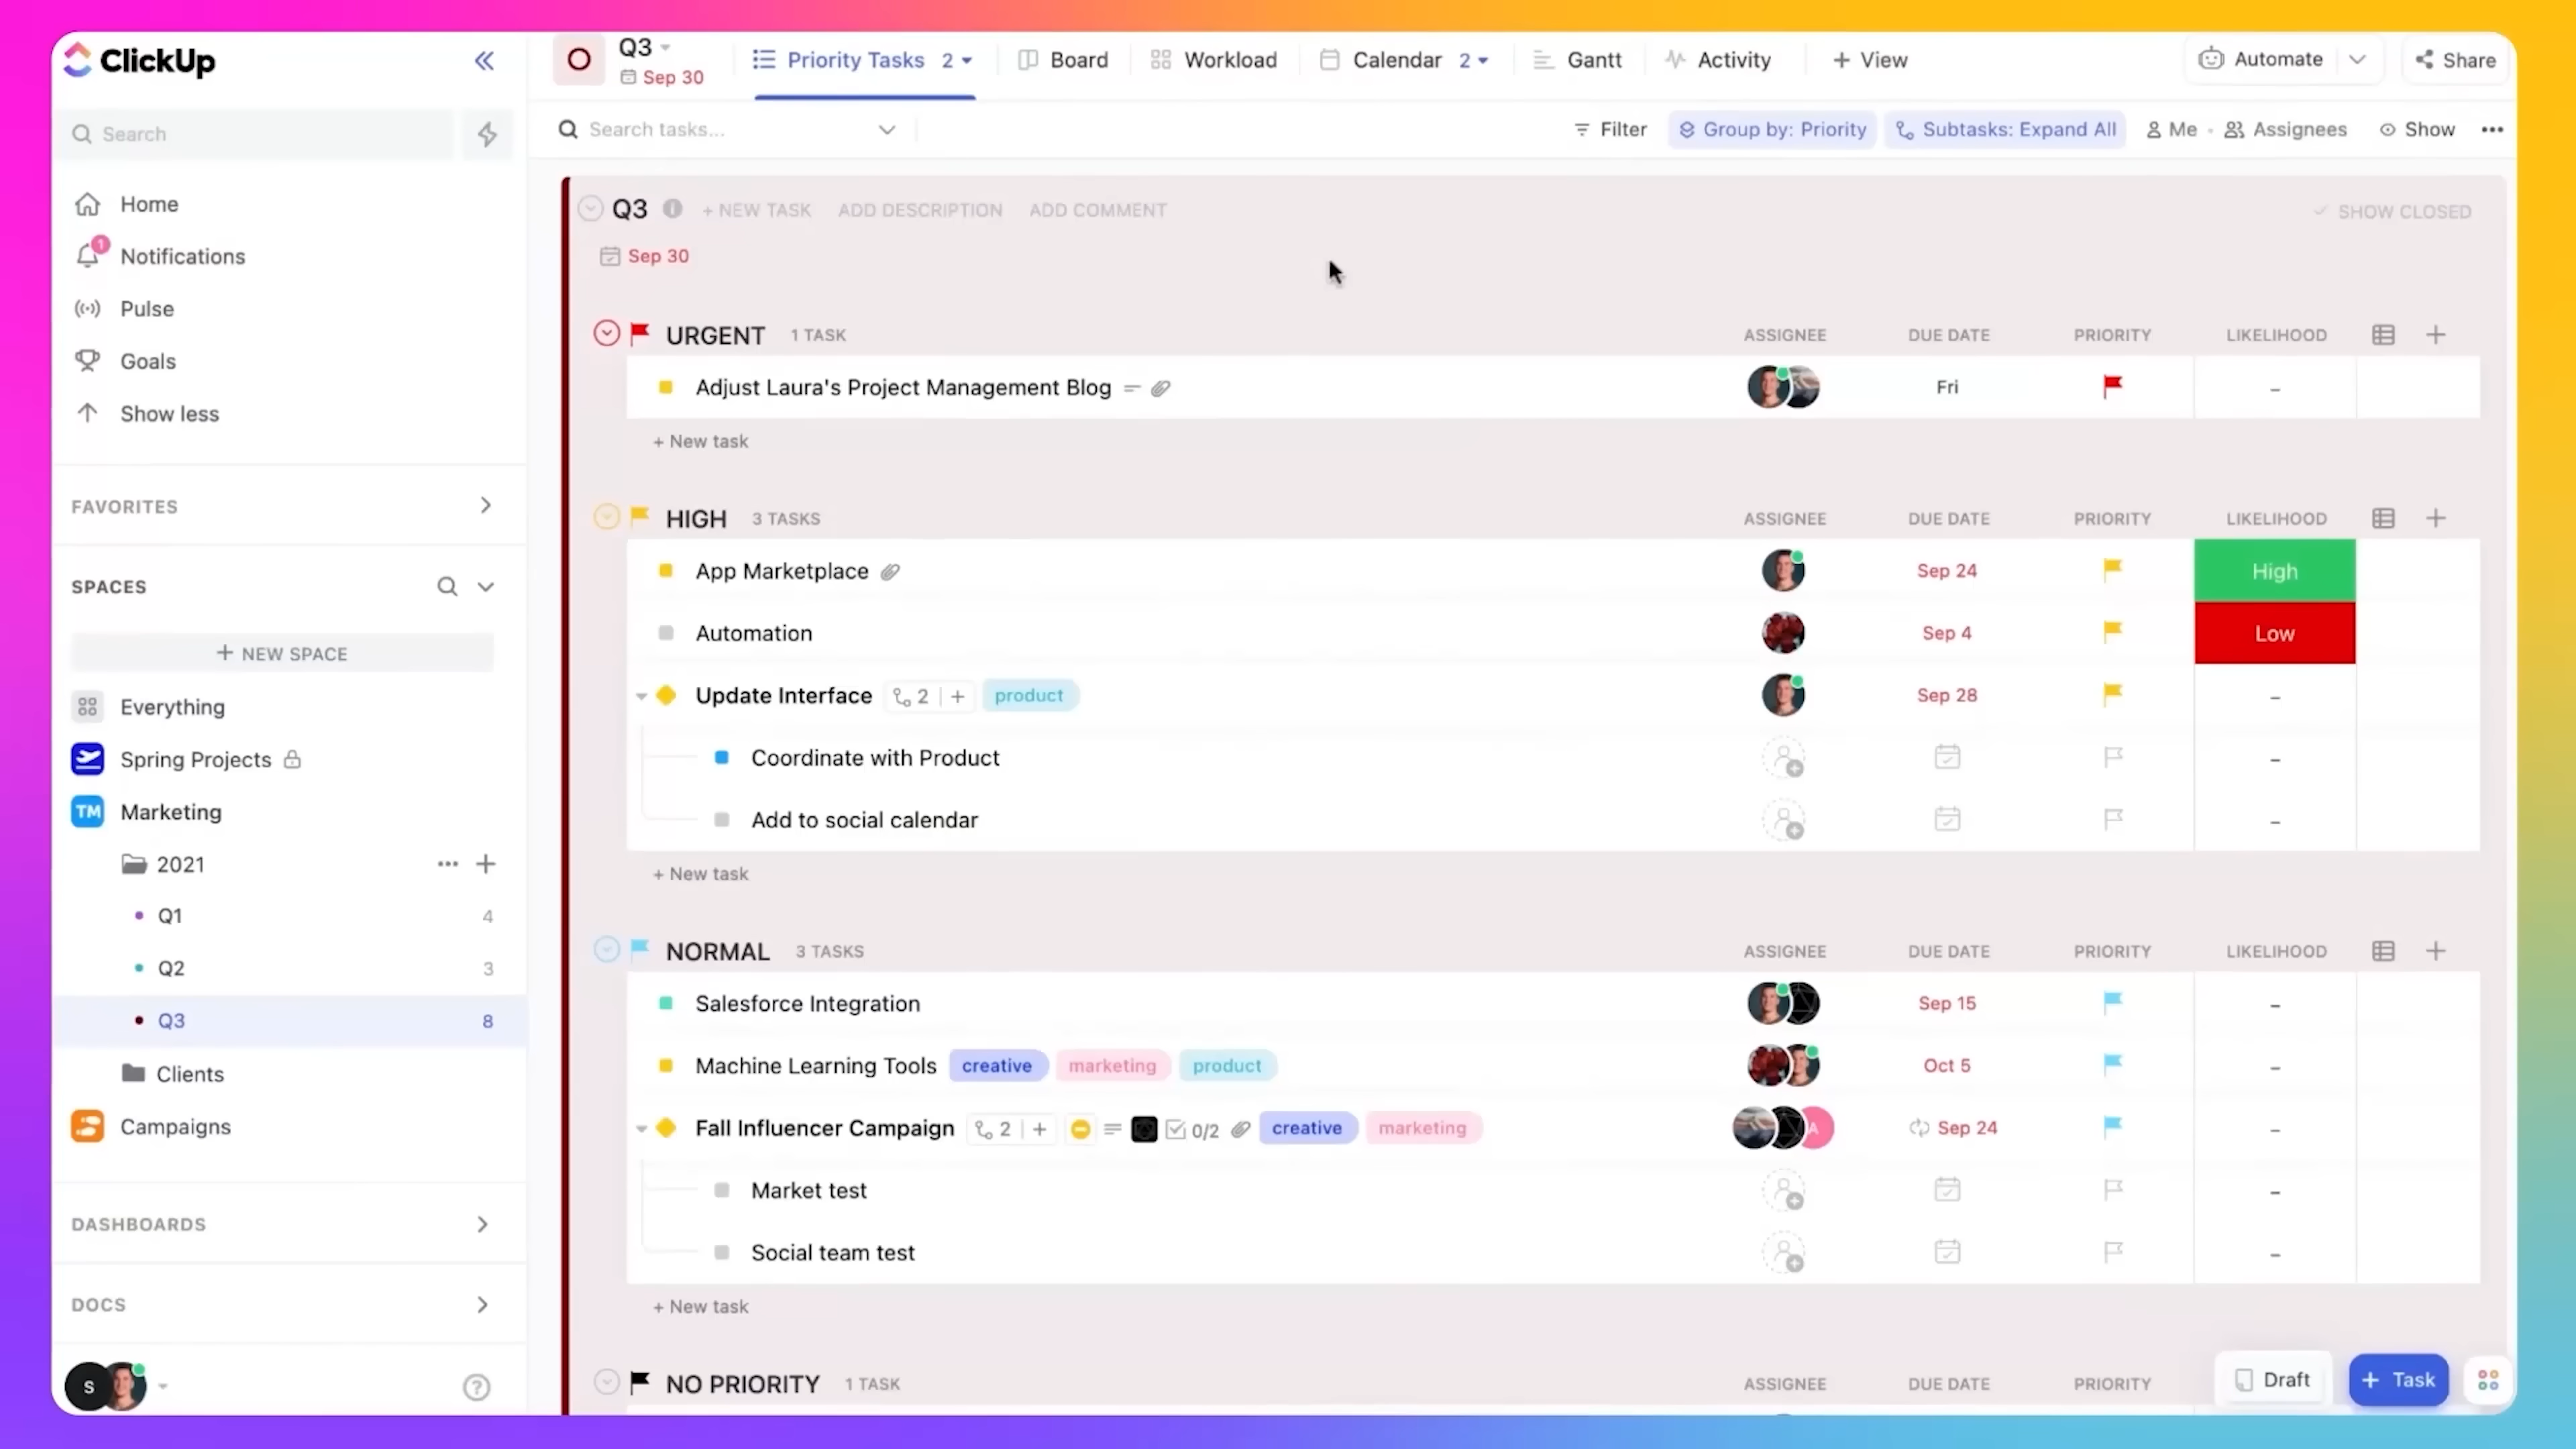 ClickUp
Search
Home
1
Notifications
Pulse
Goals
Show less
FAVORITES
SPACES
+ NEW SPACE
Everything
Spring Projects
TM Marketing
2021
Q1 4
Q2 3
Q3 8
Clients
Campaigns
DASHBOARDS
DOCS
S
Q3
Sep 30
Priority Tasks 2
Board
Workload
Calendar 2
Gantt
Activity
+ View
Automate
Share
Search tasks...
Filter
Group by: Priority
Subtasks: Expand All
Me
Assignees
Show
Q3 + NEW TASK ADD DESCRIPTION ADD COMMENT SHOW CLOSED
Sep 30
URGENT 1 TASK ASSIGNEE DUE DATE PRIORITY LIKELIHOOD
Adjust Laura's Project Management Blog Fri –
+ New task
HIGH 3 TASKS ASSIGNEE DUE DATE PRIORITY LIKELIHOOD
App Marketplace Sep 24 High
Automation Sep 4 Low
Update Interface 2 + product Sep 28 –
Coordinate with Product –
Add to social calendar –
+ New task
NORMAL 3 TASKS ASSIGNEE DUE DATE PRIORITY LIKELIHOOD
Salesforce Integration Sep 15 –
Machine Learning Tools creative marketing product Oct 5 –
Fall Influencer Campaign 2 + 0/2 creative marketing A Sep 24 –
Market test –
Social team test –
+ New task
NO PRIORITY 1 TASK ASSIGNEE DUE DATE PRIORITY
Draft
+ Task